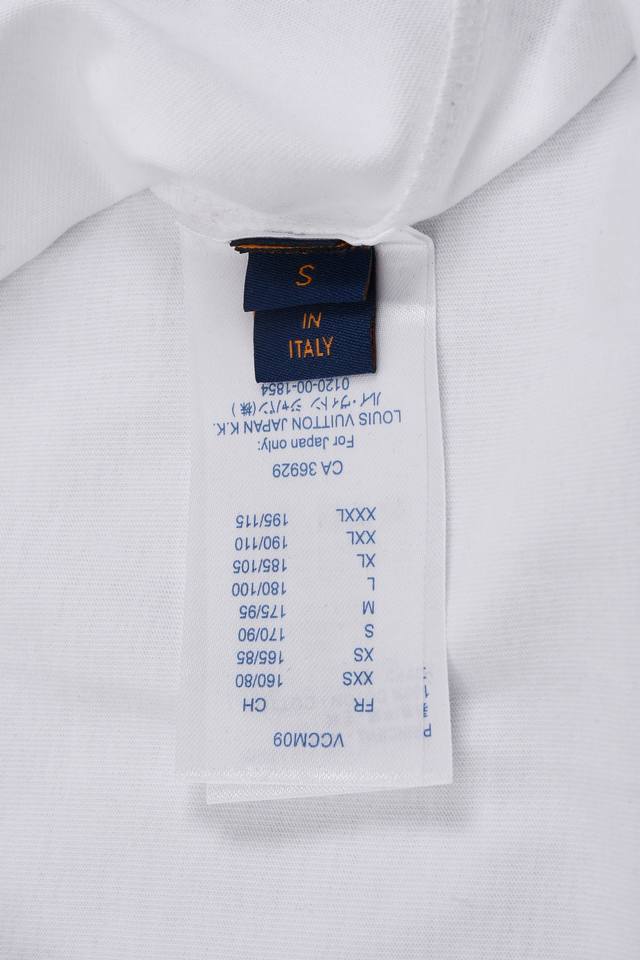 S
IN
ITALY
VCCM09
FR CH
XXS 160/80
XS 165/85
S 170/90
M 175/95
L 180/100
XL 185/105
XXL 190/110
XXXL 195/115
CA 36929
For Japan only:
LOUIS VUITTON JAPAN K.K.
ルイ・ヴィトン ジャパン(株)
0120-00-1854